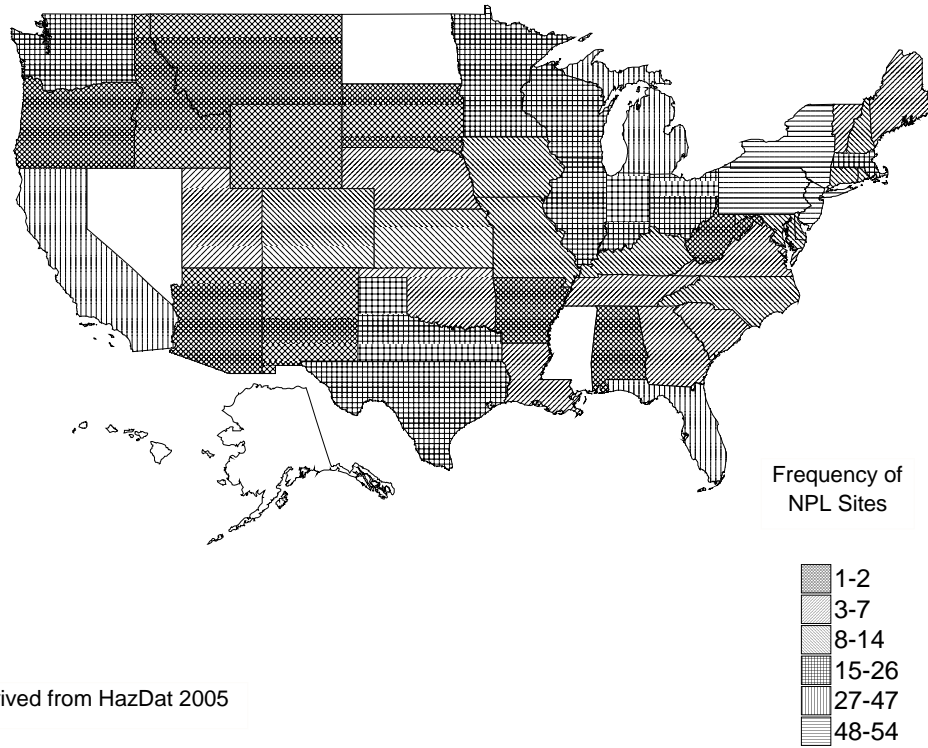 Frequency of
NPL Sites
1-2
3-7
8-14
15-26
27-47
48-54
rived from HazDat 2005